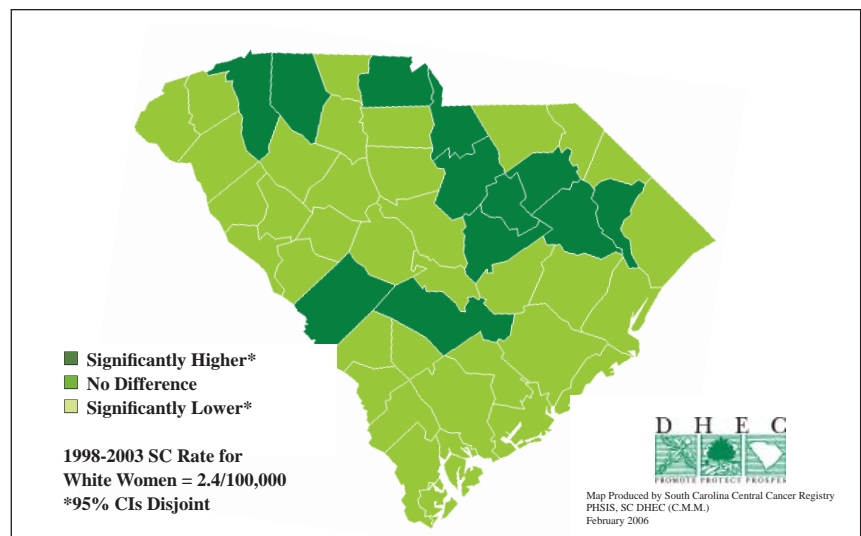 Significantly Higher*
No Difference
Significantly Lower*
1998-2003 SC Rate for
White Women = 2.4/100,000
*95% CIs Disjoint
D H E C
PROMOTE PROTECT PROSPER
Map Produced by South Carolina Central Cancer Registry
PHSIS, SC DHEC (C.M.M.)
February 2006